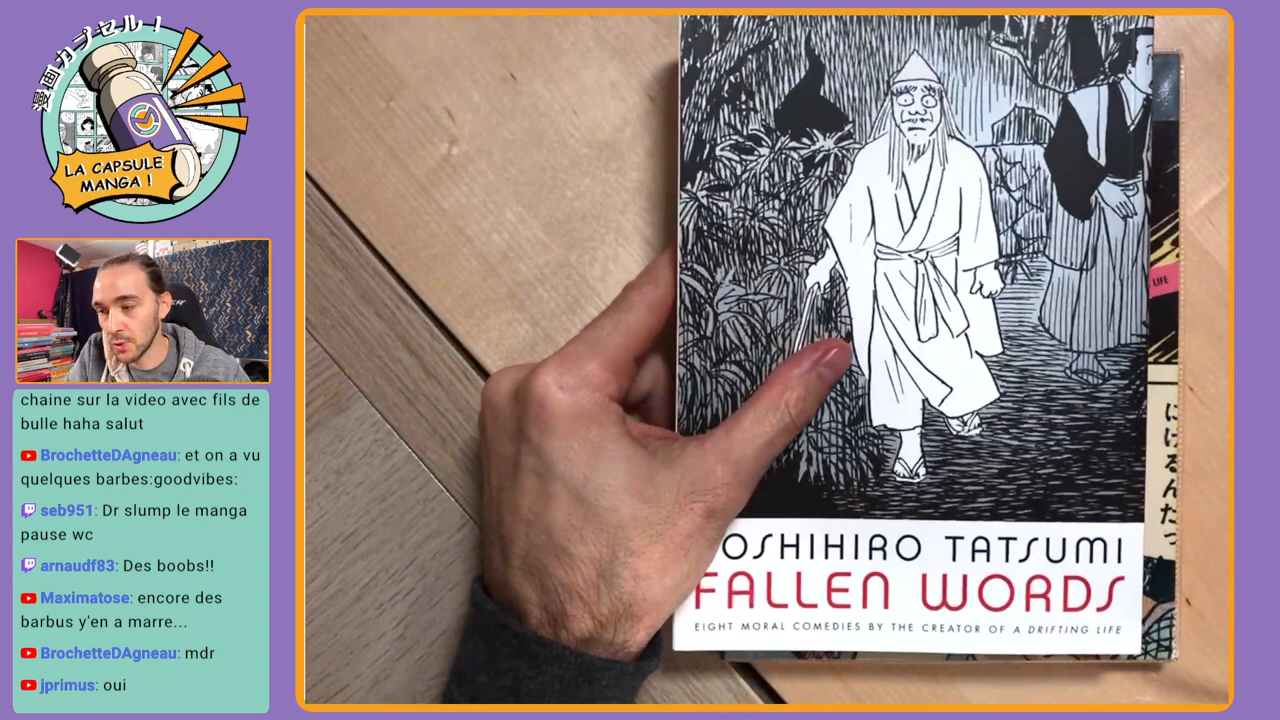 漫画カプセル！
LA CAPSULE
MANGA !
chaine sur la video avec fils de
bulle haha salut
BrochetteDAgneau: et on a vu
quelques barbes:goodvibes:
seb951: Dr slump le manga
pause wc
arnaudf83: Des boobs!!
Maximatose: encore des
barbus y'en a marre...
BrochetteDAgneau: mdr
jprimus: oui
OSHIHIRO TATSUMI
FALLEN WORDS
EIGHT MORAL COMEDIES BY THE CREATOR OF A DRIFTING LIFE
LIFE
にげるんだっ